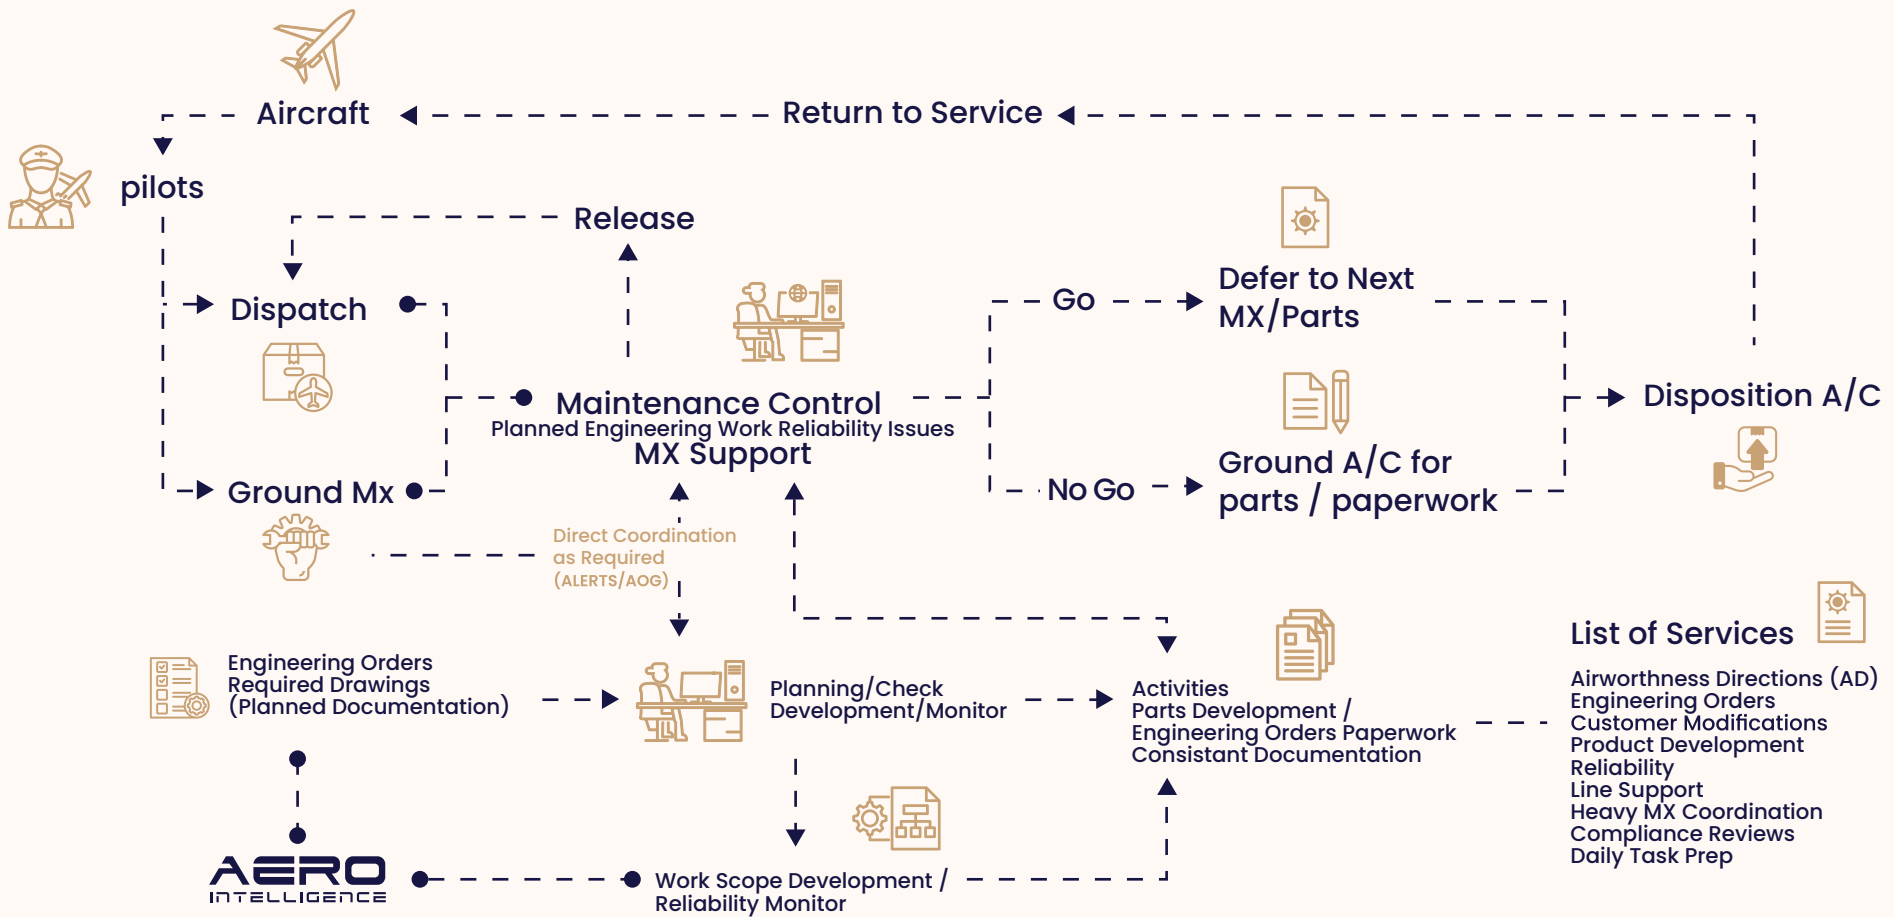 Aircraft
Return to Service
pilots
Release
Dispatch
Go
Defer to Next
MX/Parts
Maintenance Control
Planned Engineering Work Reliability Issues
MX Support
Disposition A/C
Ground Mx
No Go
Ground A/C for
parts / paperwork
Direct Coordination
as Required
(ALERTS/AOG)
Engineering Orders
Required Drawings
(Planned Documentation)
Planning/Check
Development/Monitor
Activities
Parts Development /
Engineering Orders Paperwork
Consistant Documentation
List of Services
Airworthness Directions (AD)
Engineering Orders
Customer Modifications
Product Development
Reliability
Line Support
Heavy MX Coordination
Compliance Reviews
Daily Task Prep
AERO
INTELLIGENCE
Work Scope Development /
Reliability Monitor